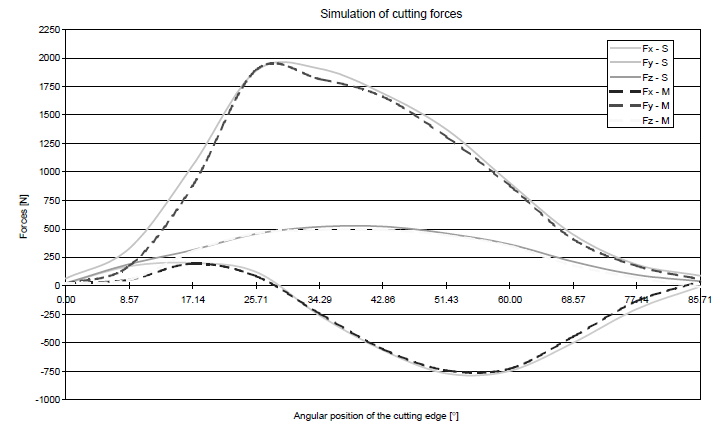 Simulation of cutting forces
2250
2000
1750
1500
1250
1000
750
500
250
0
-250
-500
-750
-1000
Forces [N]
Fx - S
Fy - S
Fz - S
Fx - M
Fy - M
Fz - M
0.00 8.57 17.14 25.71 34.29 42.86 51.43 60.00 68.57 77.14 85.71
Angular position of the cutting edge [°]